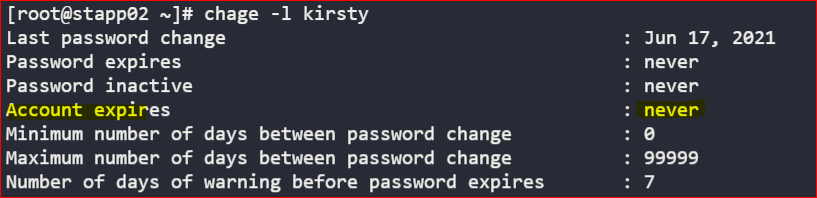 [root@stapp02 ~]# chage -l kirsty
Last password change : Jun 17, 2021
Password expires : never
Password inactive : never
Account expires : never
Minimum number of days between password change : 0
Maximum number of days between password change : 99999
Number of days of warning before password expires : 7